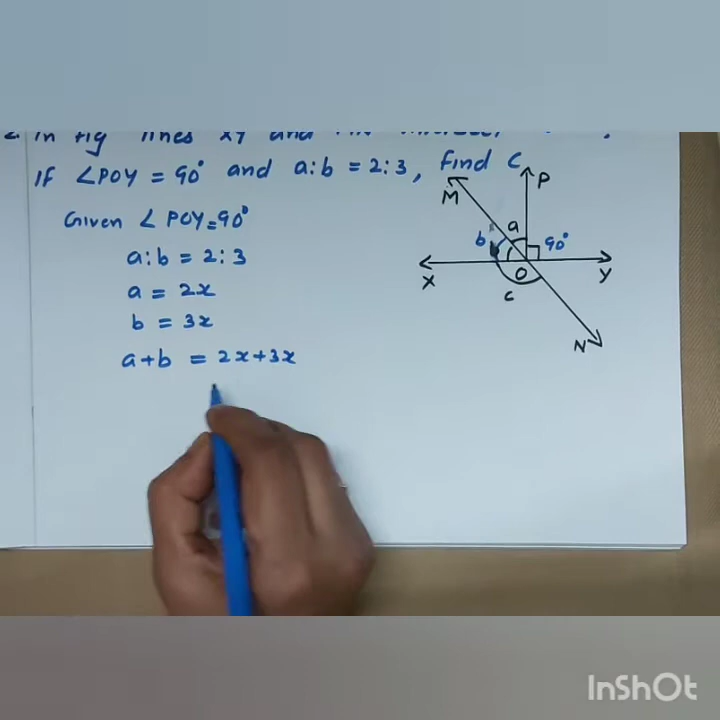 If ∠POY = 90° and a:b = 2:3, find C
Given ∠POY = 90°
a:b = 2:3
a = 2x
b = 3x
a+b = 2x+3x
M
P
a
b
90°
X
O
Y
c
N
InShOt